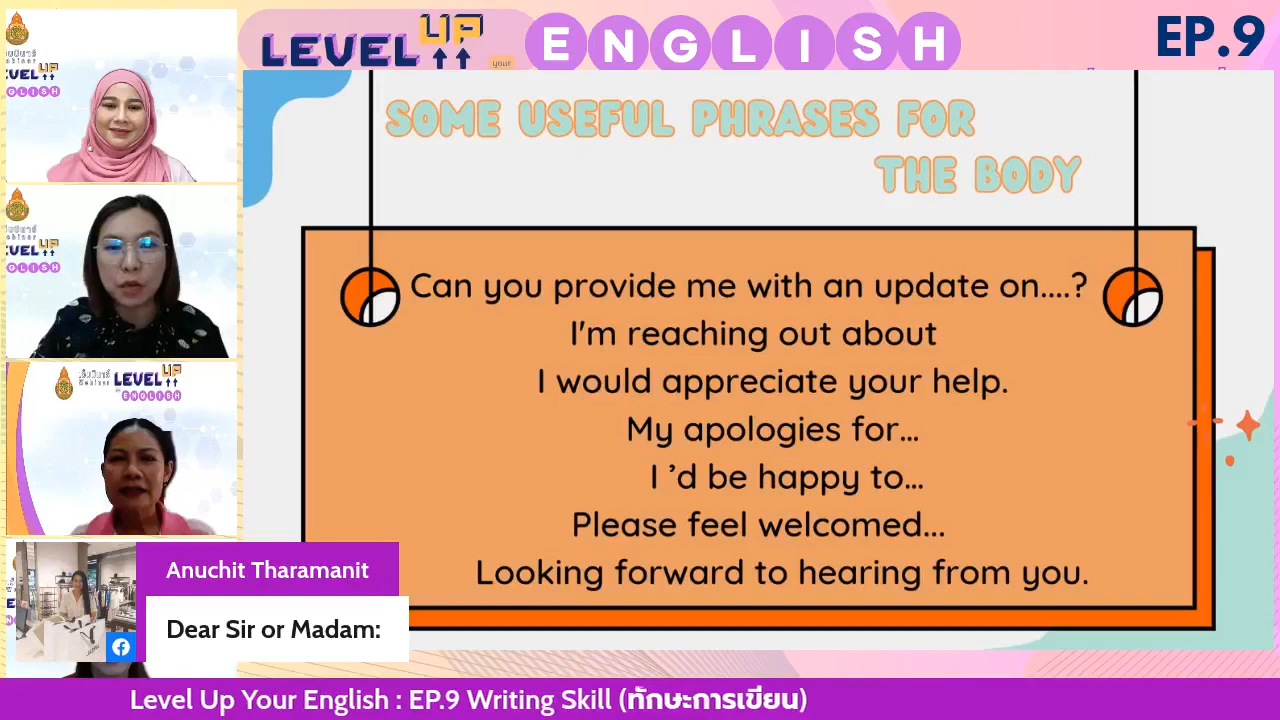 LEVEL UP
your
ENGLISH
EP.9
SOME USEFUL PHRASES FOR
THE BODY
Can you provide me with an update on....?
I'm reaching out about
I would appreciate your help.
My apologies for...
I 'd be happy to...
Please feel welcomed...
Looking forward to hearing from you.
LEVEL UP
ENGLISH
Anuchit Tharamanit
Dear Sir or Madam:
Level Up Your English : EP.9 Writing Skill (ทักษะการเขียน)